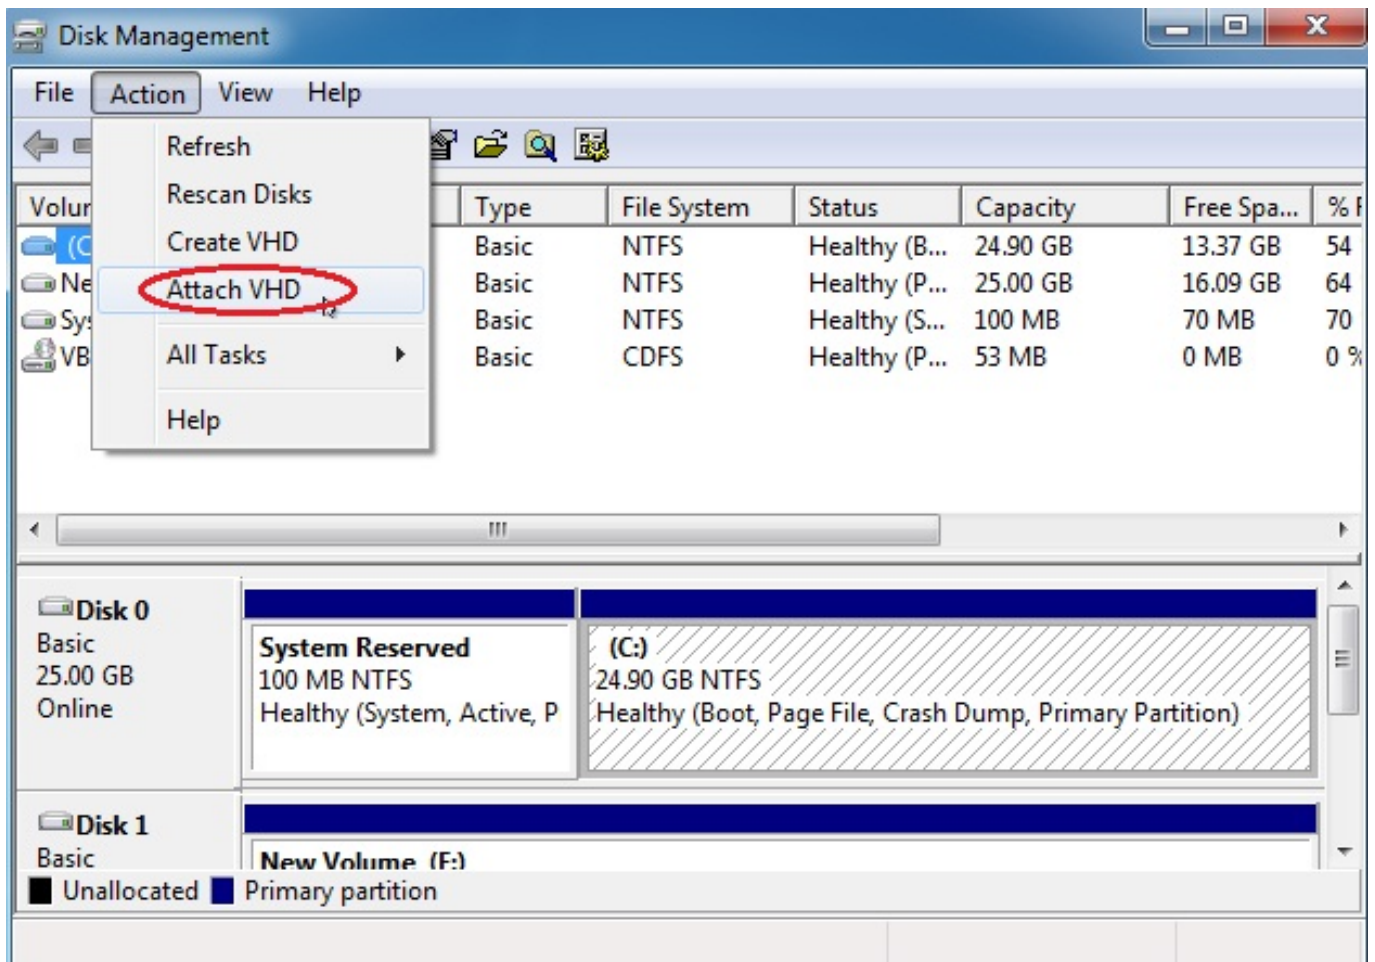 Disk Management
File Action View Help
Refresh
Rescan Disks
Create VHD
Attach VHD
All Tasks
Help
Type File System Status Capacity Free Spa... %
Basic NTFS Healthy (B... 24.90 GB 13.37 GB 54
Basic NTFS Healthy (P... 25.00 GB 16.09 GB 64
Basic NTFS Healthy (S... 100 MB 70 MB 70
Basic CDFS Healthy (P... 53 MB 0 MB 0 %
Disk 0
Basic
25.00 GB
Online
System Reserved
100 MB NTFS
Healthy (System, Active, P
(C:)
24.90 GB NTFS
Healthy (Boot, Page File, Crash Dump, Primary Partition)
Disk 1
Basic
New Volume
Unallocated Primary partition